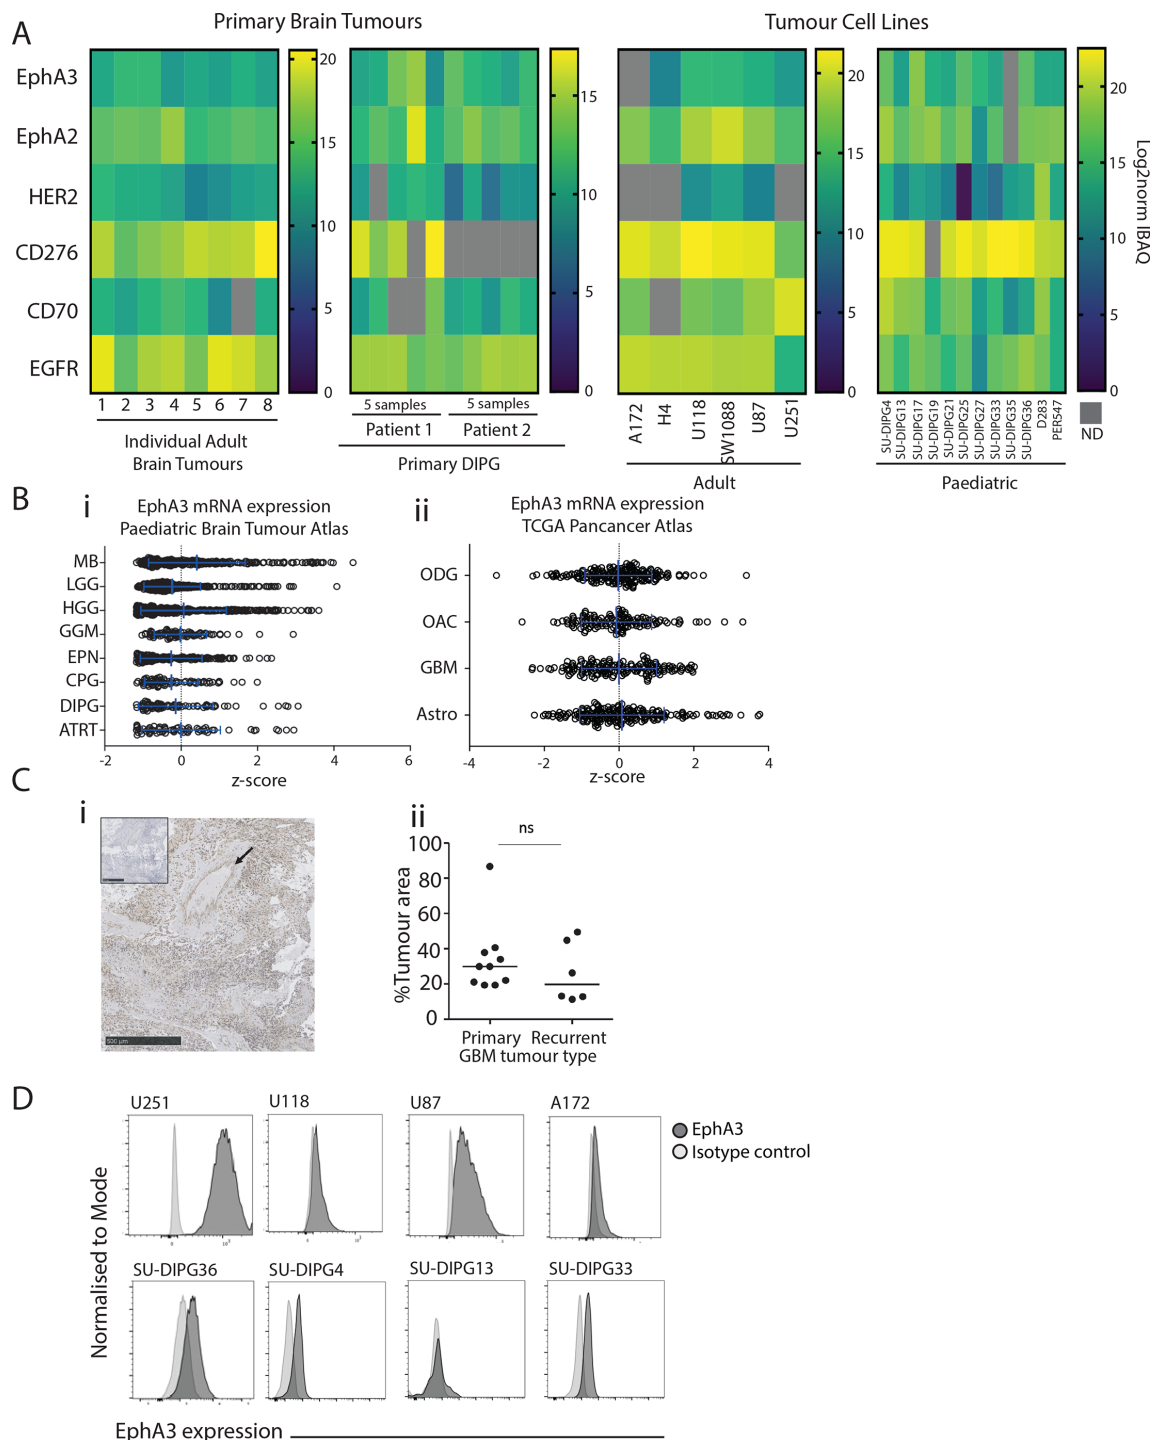 A
Primary Brain Tumours
Tumour Cell Lines
EphA3
EphA2
HER2
CD276
CD70
EGFR
20
15
10
5
0
15
10
5
0
20
15
10
5
0
20
15
10
5
0
Log2norm IBAQ
ND
1 2 3 4 5 6 7 8
Individual Adult
Brain Tumours
5 samples 5 samples
Patient 1 Patient 2
Primary DIPG
A172 H4 U118 SW1088 U87 U251
Adult
SU-DIPG4 SU-DIPG13 SU-DIPG17 SU-DIPG19 SU-DIPG21 SU-DIPG25 SU-DIPG27 SU-DIPG33 SU-DIPG35 SU-DIPG36 D283 PER547
Paediatric
B
i
EphA3 mRNA expression
Paediatric Brain Tumour Atlas
MB
LGG
HGG
GGM
EPN
CPG
DIPG
ATRT
-2 0 2 4 6
z-score
ii
EphA3 mRNA expression
TCGA Pancancer Atlas
ODG
OAC
GBM
Astro
-4 -2 0 2 4
z-score
C
i
500 µm
ii
ns
%Tumour area
100
80
60
40
20
0
Primary Recurrent
GBM tumour type
D
U251 U118 U87 A172
EphA3
Isotype control
Normalised to Mode
SU-DIPG36 SU-DIPG4 SU-DIPG13 SU-DIPG33
EphA3 expression